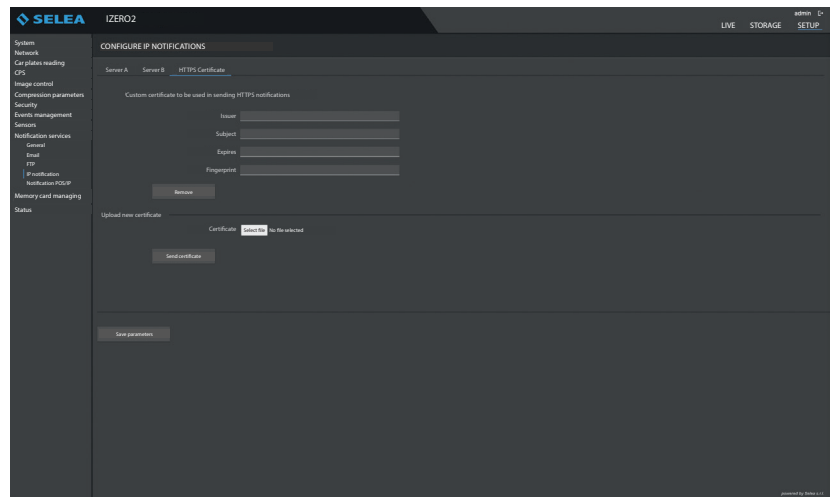 SELEA
IZERO2
admin
LIVE STORAGE SETUP
System
Network
Car plates reading
CPS
Image control
Compression parameters
Security
Events management
Sensors
Notification services
General
Email
FTP
IP notification
Notification POS/IP
Memory card managing
Status
CONFIGURE IP NOTIFICATIONS
Server A Server B HTTPS Certificate
Custom certificate to be used in sending HTTPS notifications
Issuer
Subject
Expires
Fingerprint
Remove
Upload new certificate
Certificate Select file No file selected
Send certificate
Save parameters
powered by Selea s.r.l.